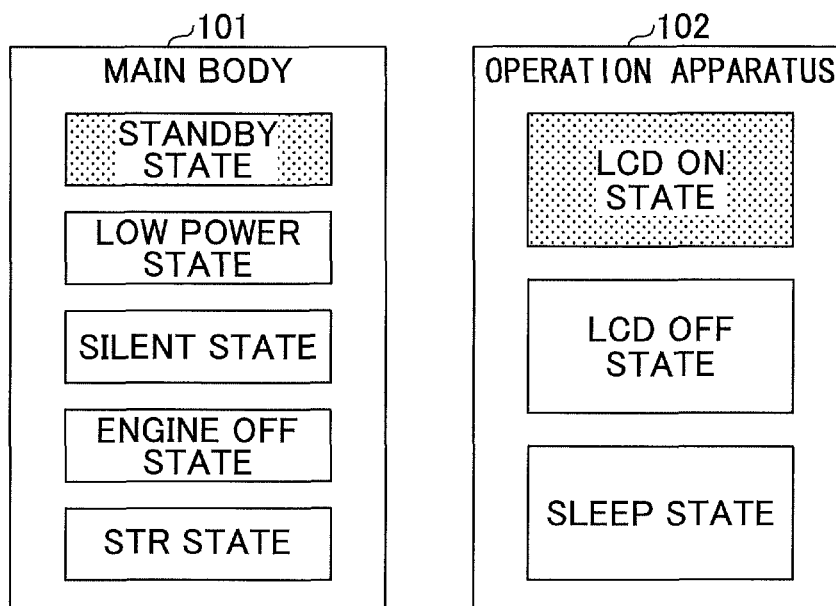 101
MAIN BODY
STANDBY
STATE
LOW POWER
STATE
SILENT STATE
ENGINE OFF
STATE
STR STATE
102
OPERATION APPARATUS
LCD ON
STATE
LCD OFF
STATE
SLEEP STATE